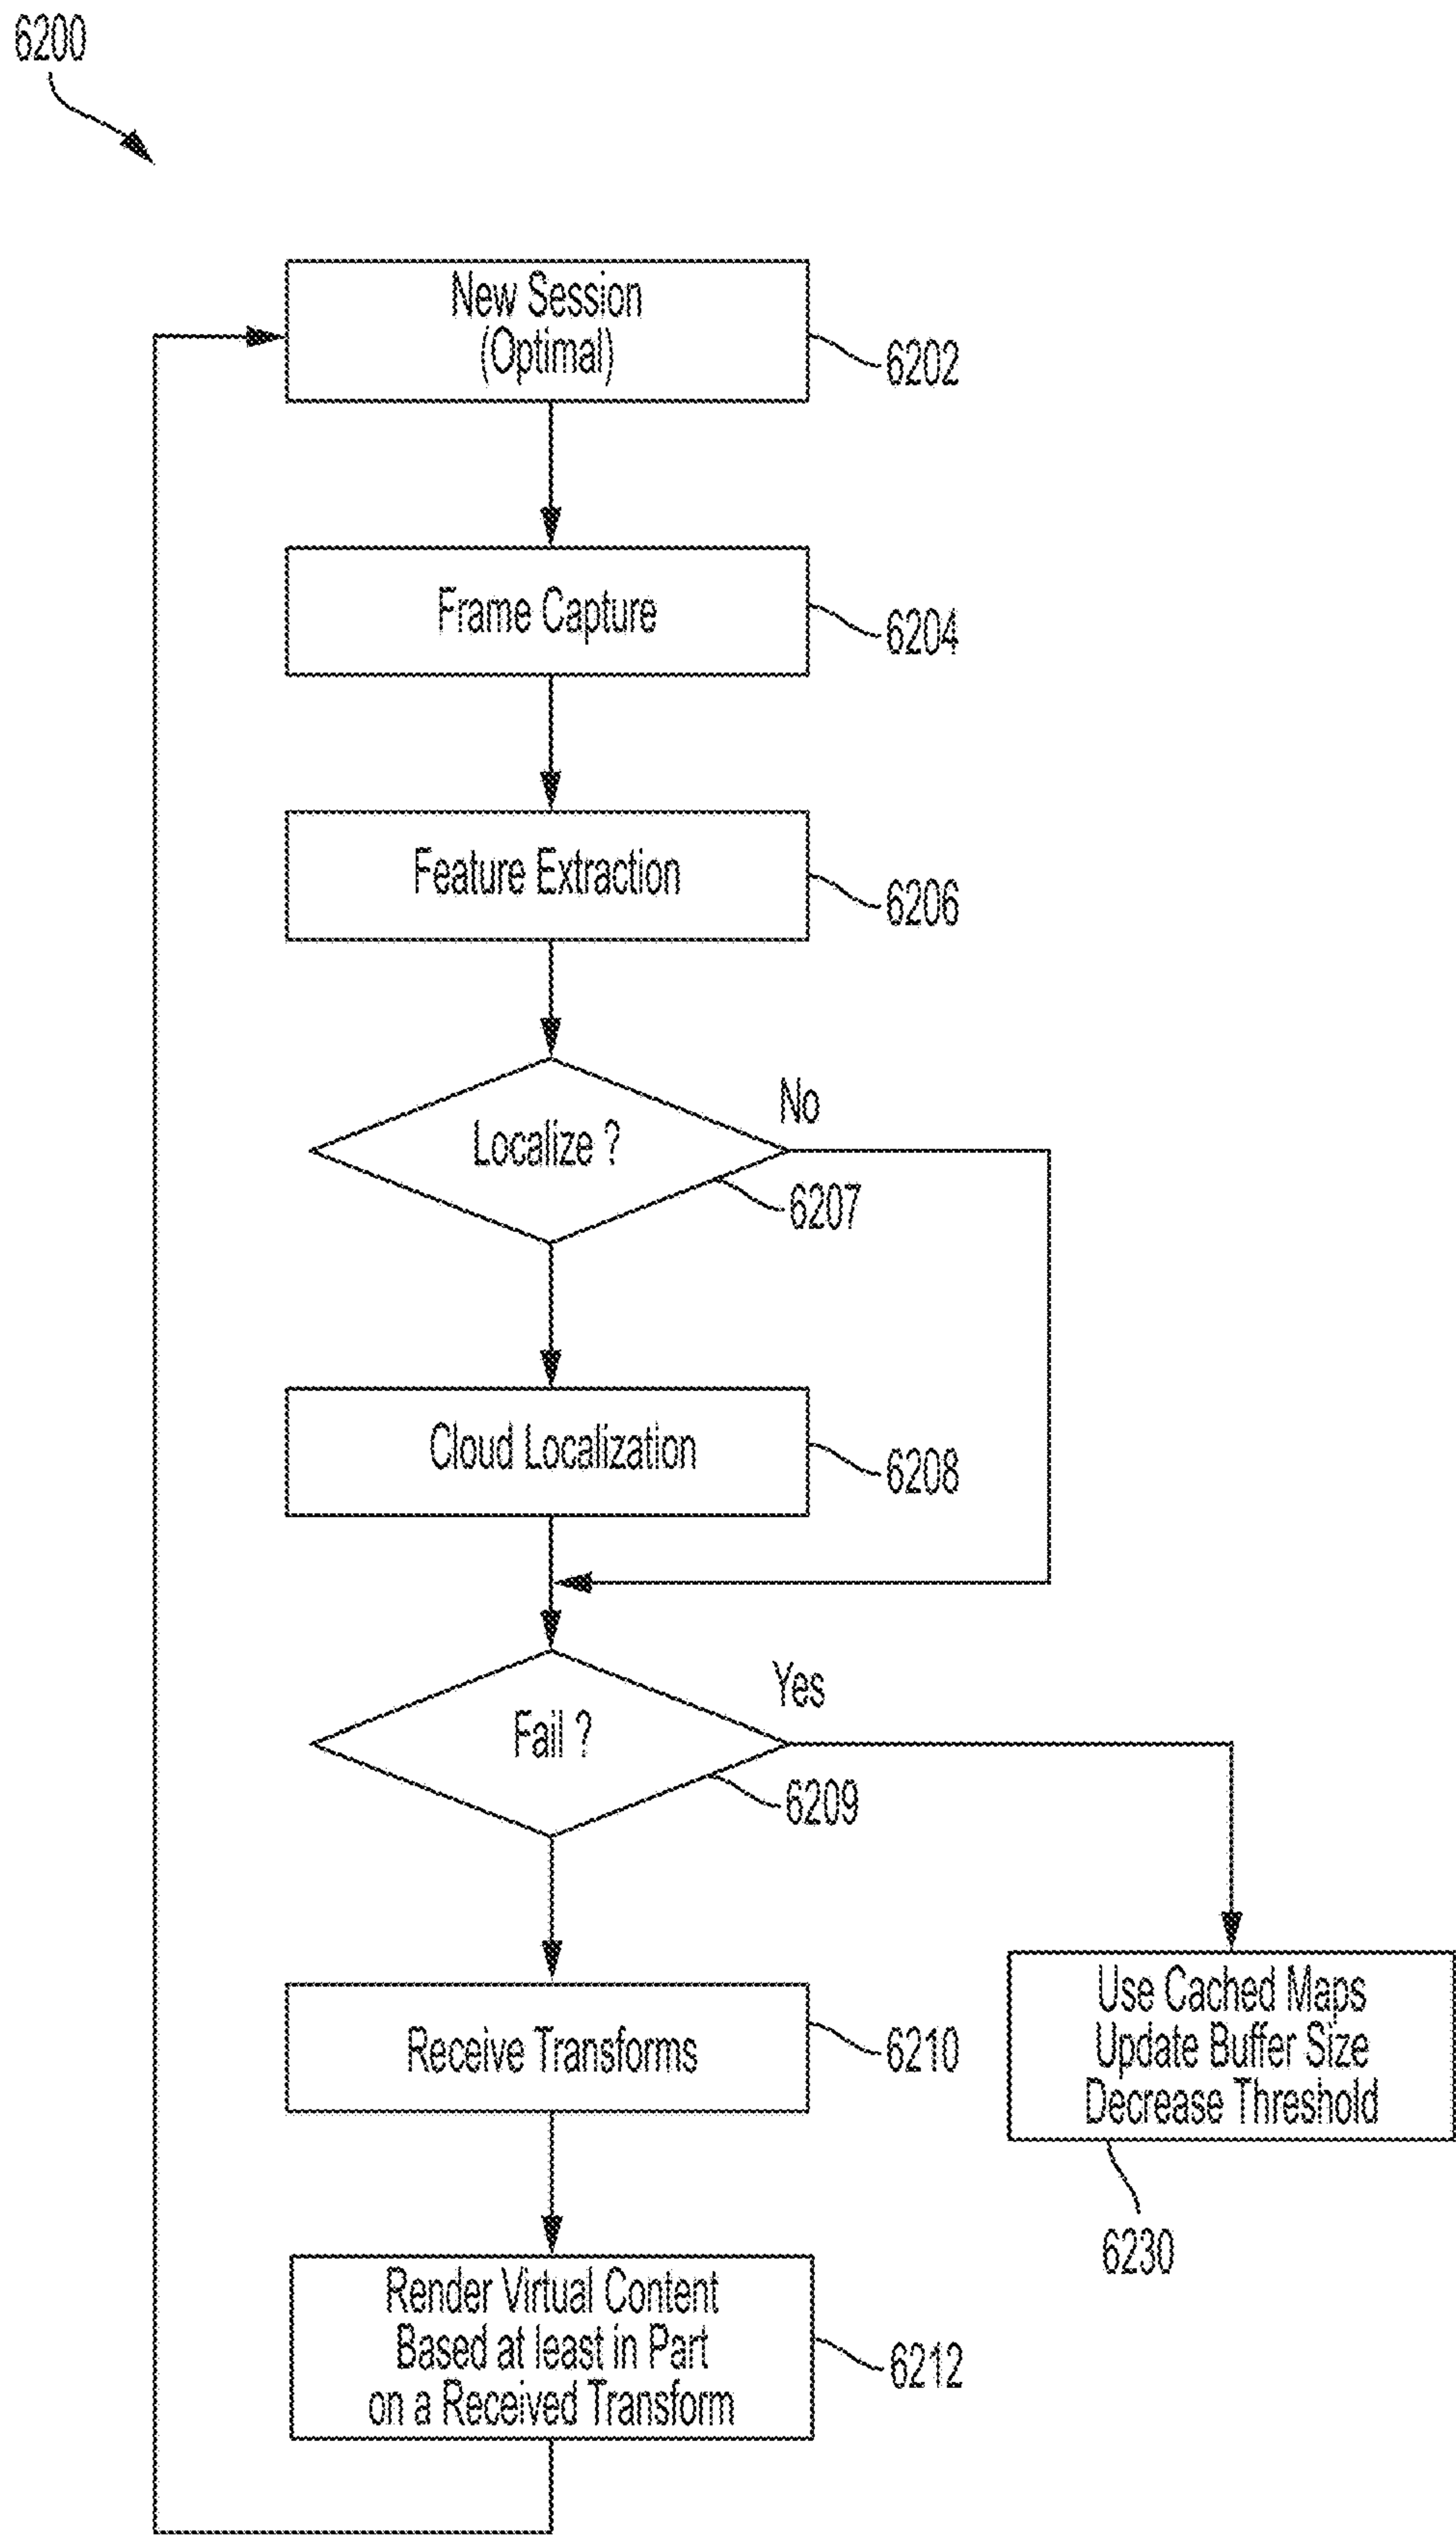 6200
New Session
(Optimal)
6202
Frame Capture
6204
Feature Extraction
6206
Localize ?
No
6207
Cloud Localization
6208
Fail ?
Yes
6209
Receive Transforms
6210
Use Cached Maps
Update Buffer Size
Decrease Threshold
6230
Render Virtual Content
Based at least in Part
on a Received Transform
6212